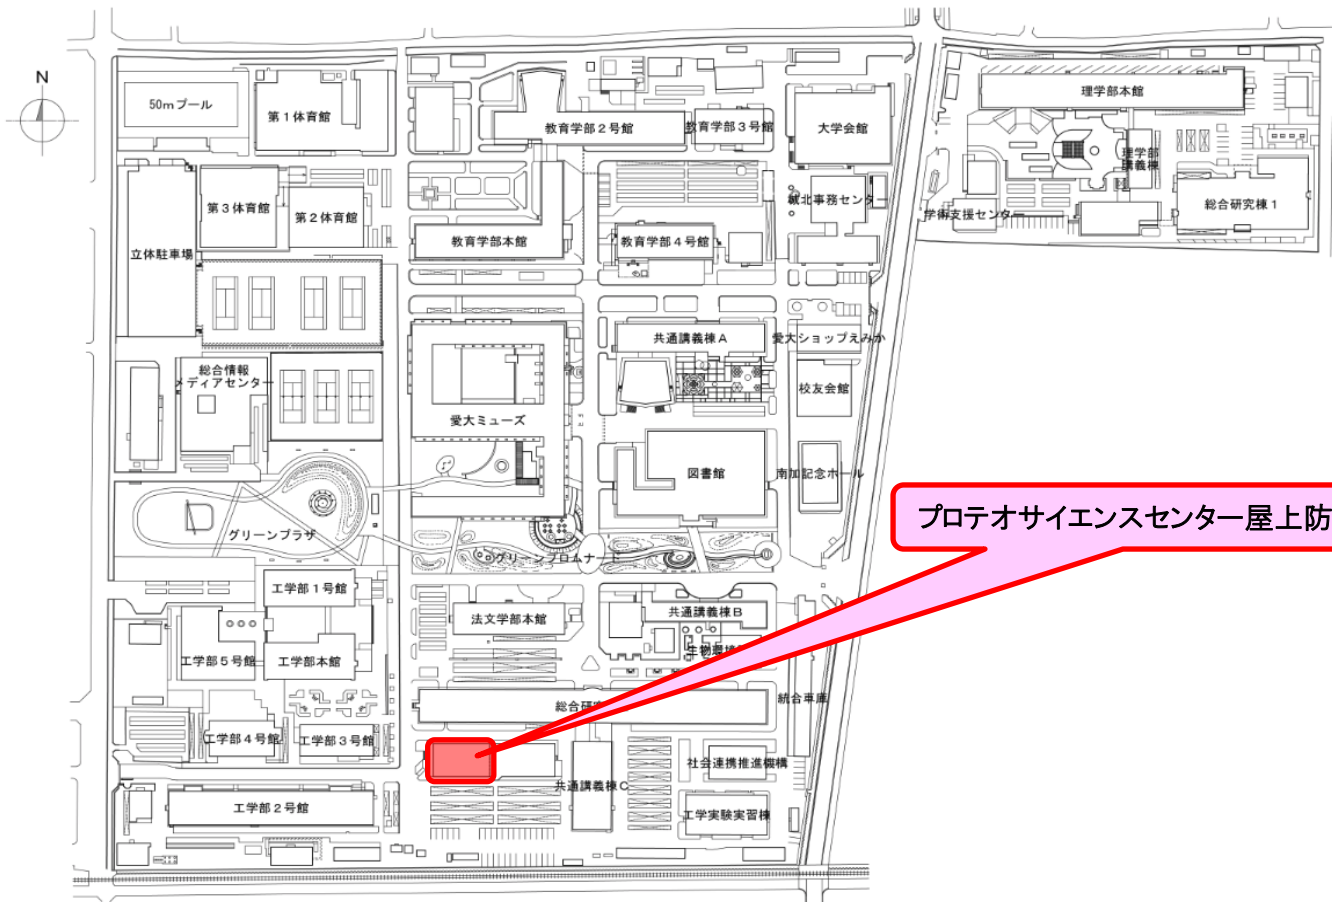 N
50mプール
第1体育館
教育学部2号館
教育学部3号館
大学会館
理学部本館
理学部
講義棟
第3体育館
第2体育館
城北事務センター
学術支援センター
総合研究棟1
立体駐車場
教育学部本館
教育学部4号館
共通講義棟A
愛大ショップえみか
総合情報
メディアセンター
校友会館
愛大ミューズ
図書館
南加記念ホール
プロテオサイエンスセンター屋上防
グリーンプラザ
グリーンプロムナード
工学部1号館
法文学部本館
共通講義棟B
生物環境
工学部5号館
工学部本館
総合研
統合車庫
工学部4号館
工学部3号館
社会連携推進機構
共通講義棟C
工学部2号館
工学実験実習棟